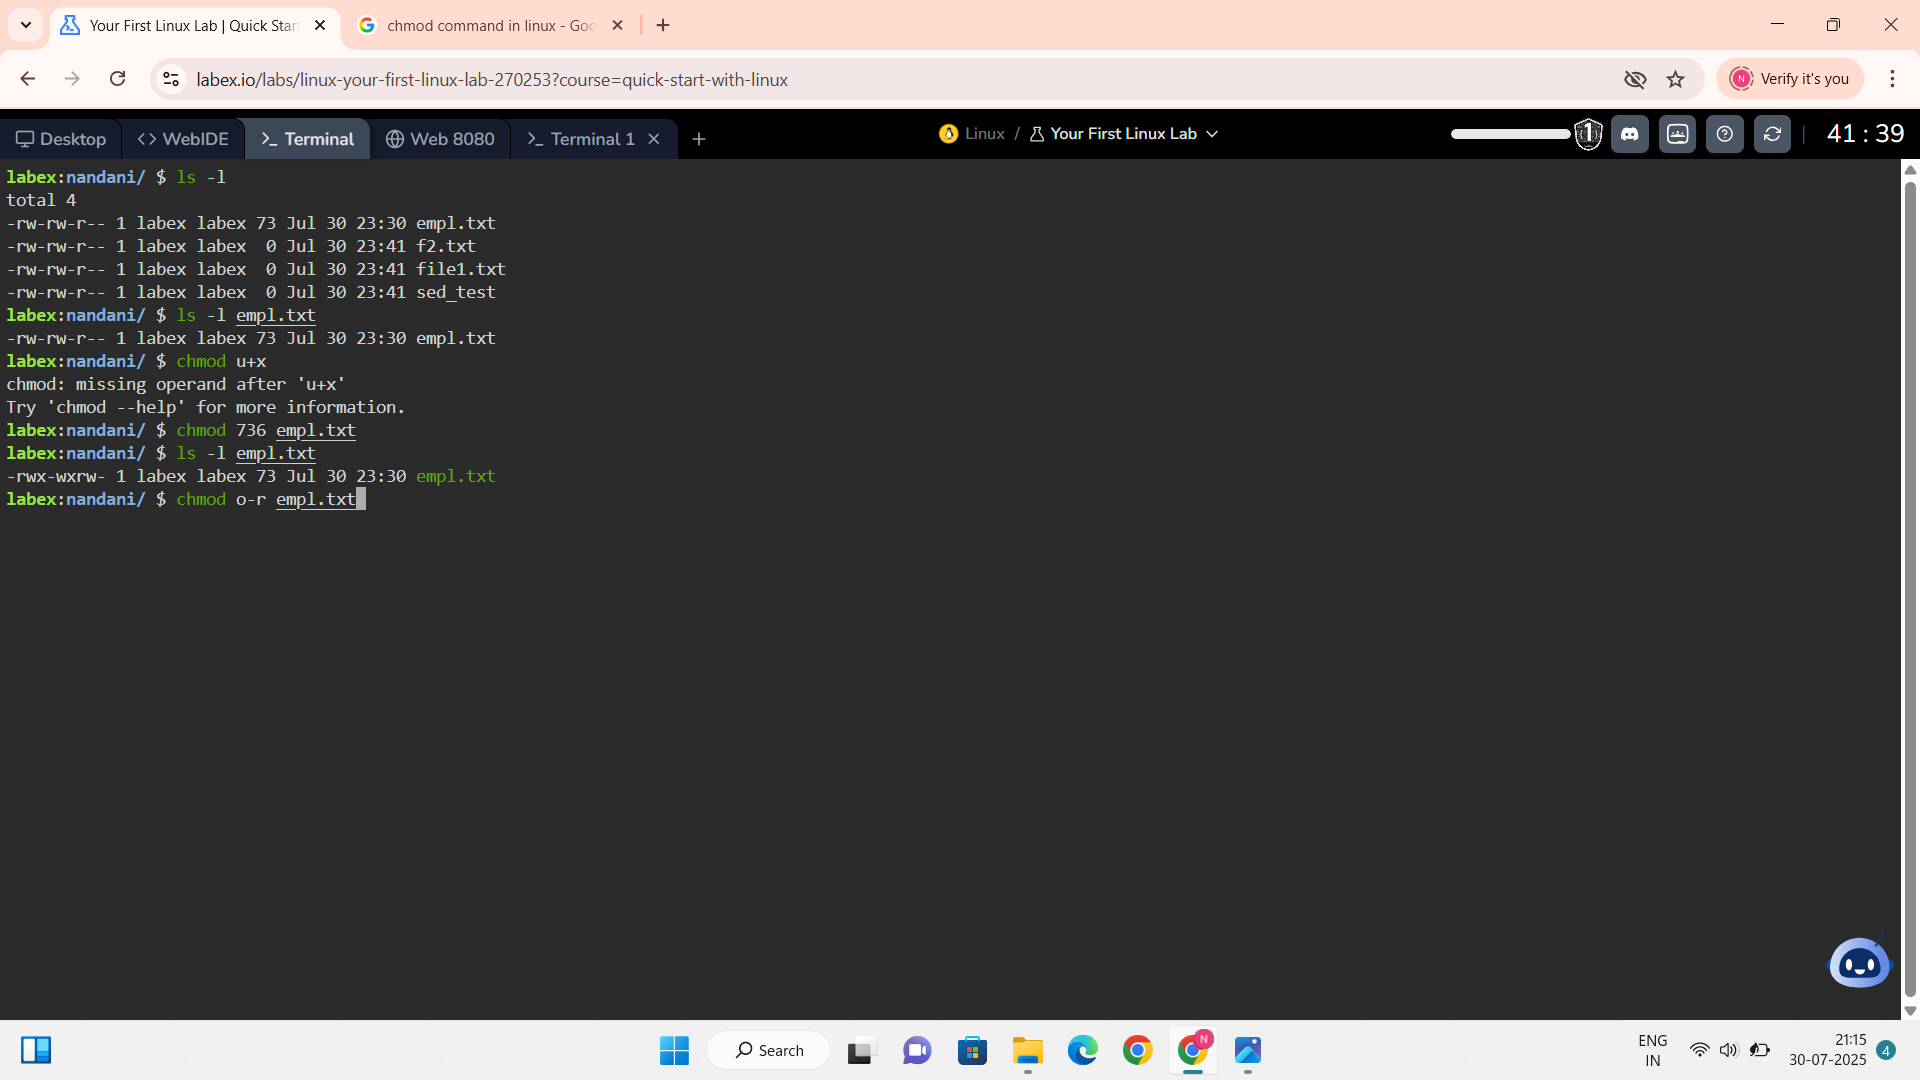 Your First Linux Lab | Quick Star
chmod command in linux - Goo
labex.io/labs/linux-your-first-linux-lab-270253?course=quick-start-with-linux
N
Verify it's you
Desktop
<> WebIDE
>_ Terminal
Web 8080
>_ Terminal 1
Linux / Your First Linux Lab
1
41 : 39
labex:nandani/ $ ls -l
total 4
-rw-rw-r-- 1 labex labex 73 Jul 30 23:30 empl.txt
-rw-rw-r-- 1 labex labex  0 Jul 30 23:41 f2.txt
-rw-rw-r-- 1 labex labex  0 Jul 30 23:41 file1.txt
-rw-rw-r-- 1 labex labex  0 Jul 30 23:41 sed_test
labex:nandani/ $ ls -l empl.txt
-rw-rw-r-- 1 labex labex 73 Jul 30 23:30 empl.txt
labex:nandani/ $ chmod u+x
chmod: missing operand after 'u+x'
Try 'chmod --help' for more information.
labex:nandani/ $ chmod 736 empl.txt
labex:nandani/ $ ls -l empl.txt
-rwx-wxrw- 1 labex labex 73 Jul 30 23:30 empl.txt
labex:nandani/ $ chmod o-r empl.txt
Search
N
ENG
IN
21:15
30-07-2025
4